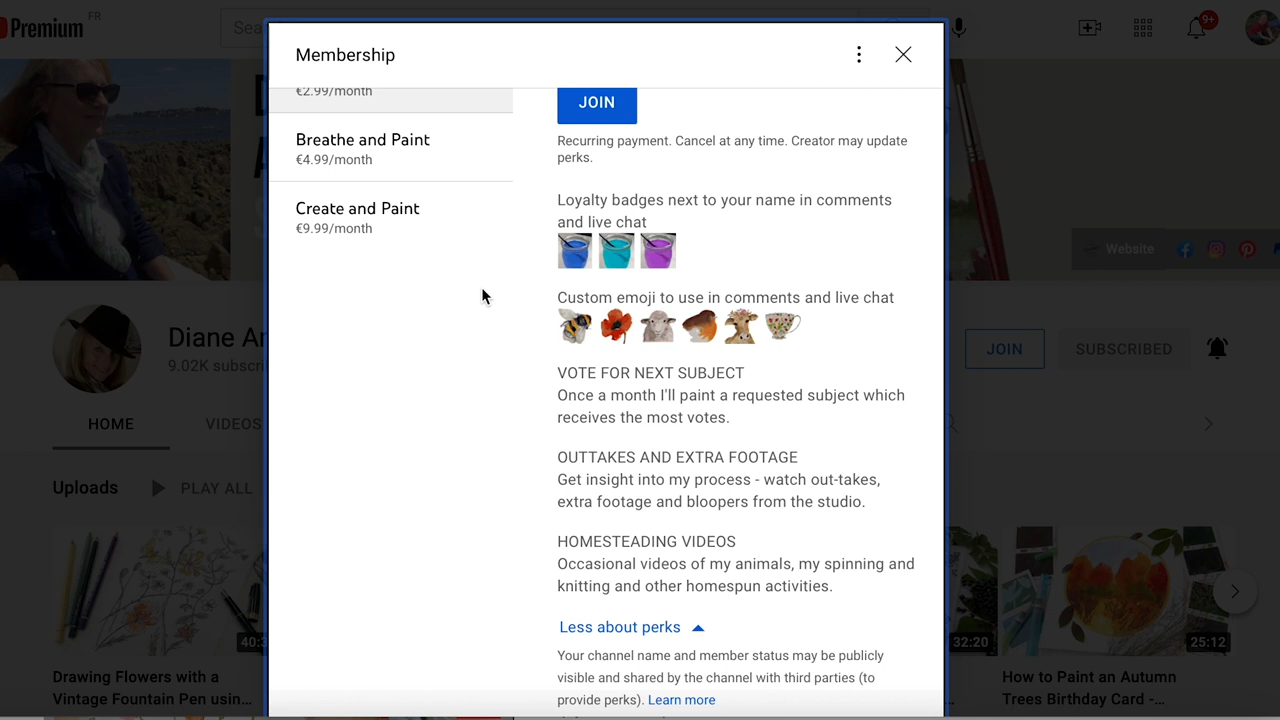 Premium FR
Sea
9+
Membership
€2.99/month
JOIN
Breathe and Paint
€4.99/month
Create and Paint
€9.99/month
Recurring payment. Cancel at any time. Creator may update
perks.
Loyalty badges next to your name in comments
and live chat
Custom emoji to use in comments and live chat
VOTE FOR NEXT SUBJECT
Once a month I'll paint a requested subject which
receives the most votes.
OUTTAKES AND EXTRA FOOTAGE
Get insight into my process - watch out-takes,
extra footage and bloopers from the studio.
HOMESTEADING VIDEOS
Occasional videos of my animals, my spinning and
knitting and other homespun activities.
Less about perks
Your channel name and member status may be publicly
visible and shared by the channel with third parties (to
provide perks). Learn more
Website
Diane An
9.02K subscri
JOIN
SUBSCRIBED
HOME
VIDEOS
Uploads
PLAY ALL
40:3
32:20
25:12
Drawing Flowers with a
Vintage Fountain Pen usin...
How to Paint an Autumn
Trees Birthday Card -...